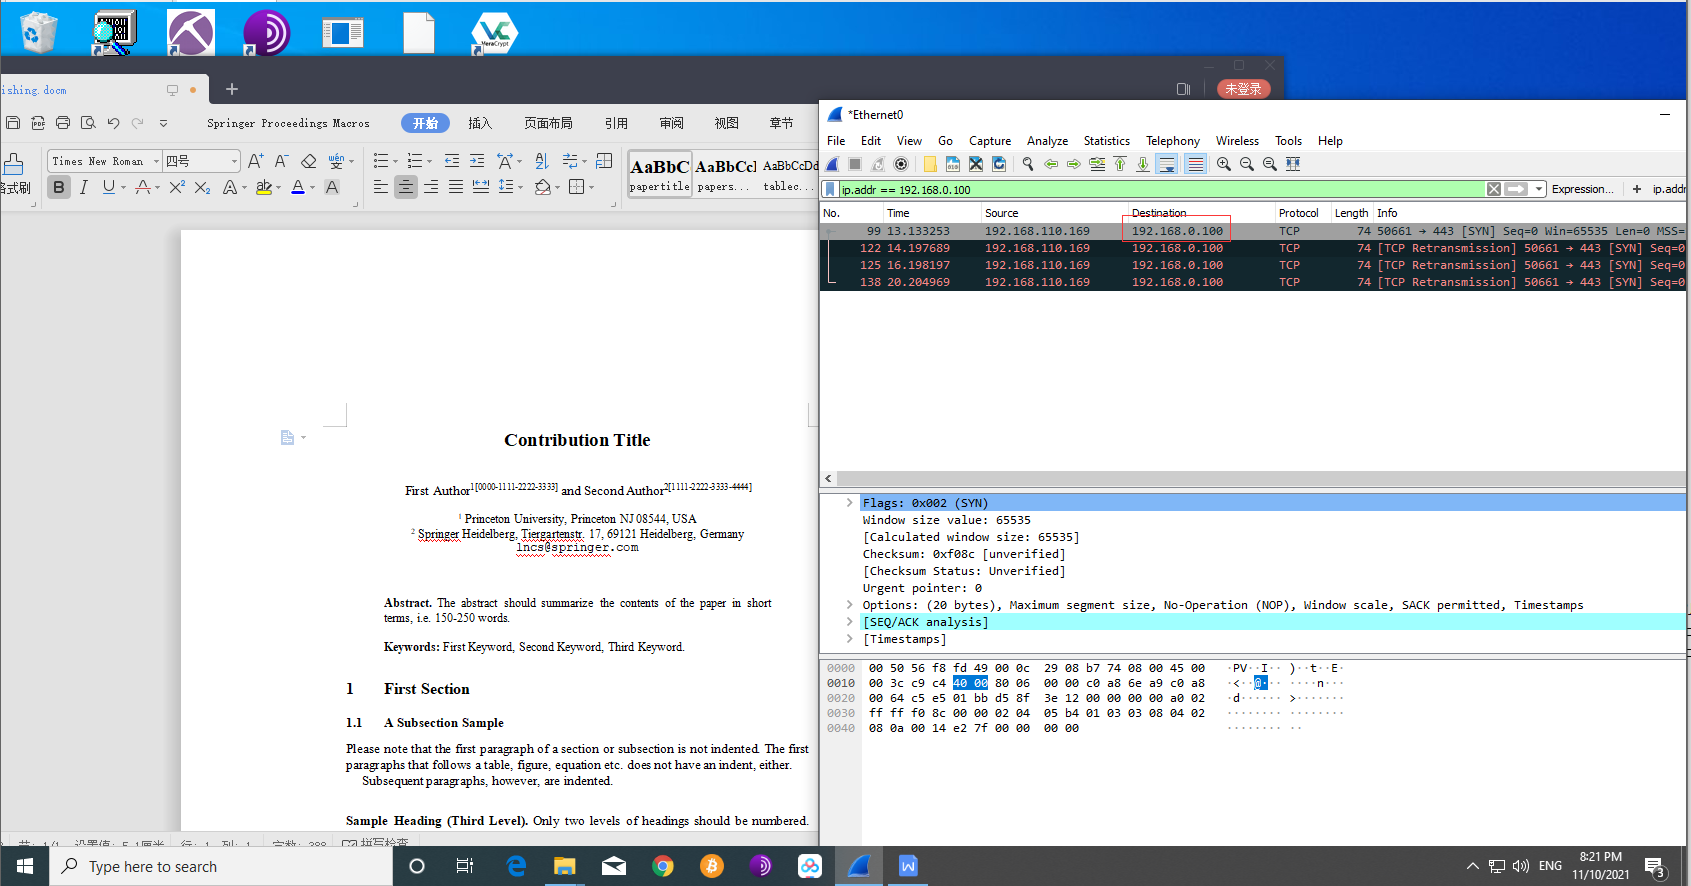 VeraCrypt
ishing.docm
未登录
Springer Proceedings Macros
开始
插入
页面布局
引用
审阅
视图
章节
格式刷
Times New Roman
四号
AaBbC
AaBbCcI
AaBbCcDd
papertitle
papers...
tablec...
Contribution Title
First Author1[0000-1111-2222-3333] and Second Author2[1111-2222-3333-4444]
1 Princeton University, Princeton NJ 08544, USA
2 Springer Heidelberg, Tiergartenstr. 17, 69121 Heidelberg, Germany
lncs@springer.com
Abstract. The abstract should summarize the contents of the paper in short
terms, i.e. 150-250 words.
Keywords: First Keyword, Second Keyword, Third Keyword.
1 First Section
1.1 A Subsection Sample
Please note that the first paragraph of a section or subsection is not indented. The first
paragraphs that follows a table, figure, equation etc. does not have an indent, either.
Subsequent paragraphs, however, are indented.
Sample Heading (Third Level). Only two levels of headings should be numbered.
*Ethernet0
File Edit View Go Capture Analyze Statistics Telephony Wireless Tools Help
ip.addr == 192.168.0.100
Expression...
+
ip.addr
No. Time Source Destination Protocol Length Info
99 13.133253 192.168.110.169 192.168.0.100 TCP 74 50661 → 443 [SYN] Seq=0 Win=65535 Len=0 MSS=
122 14.197689 192.168.110.169 192.168.0.100 TCP 74 [TCP Retransmission] 50661 → 443 [SYN] Seq=0
125 16.198197 192.168.110.169 192.168.0.100 TCP 74 [TCP Retransmission] 50661 → 443 [SYN] Seq=0
138 20.204969 192.168.110.169 192.168.0.100 TCP 74 [TCP Retransmission] 50661 → 443 [SYN] Seq=0
Flags: 0x002 (SYN)
Window size value: 65535
[Calculated window size: 65535]
Checksum: 0xf08c [unverified]
[Checksum Status: Unverified]
Urgent pointer: 0
Options: (20 bytes), Maximum segment size, No-Operation (NOP), Window scale, SACK permitted, Timestamps
[SEQ/ACK analysis]
[Timestamps]
0000 00 50 56 f8 fd 49 00 0c 29 08 b7 74 08 00 45 00 ·PV··I·· )··t··E·
0010 00 3c c9 c4 40 00 80 06 00 00 c0 a8 6e a9 c0 a8 ·<··@··· ····n···
0020 00 64 c5 e5 01 bb d5 8f 3e 12 00 00 00 00 a0 02 ·d······ >·······
0030 ff ff f0 8c 00 00 02 04 05 b4 01 03 03 08 04 02 ········ ········
0040 08 0a 00 14 e2 7f 00 00 00 00 ········ ··
Type here to search
ENG
8:21 PM
11/10/2021
3